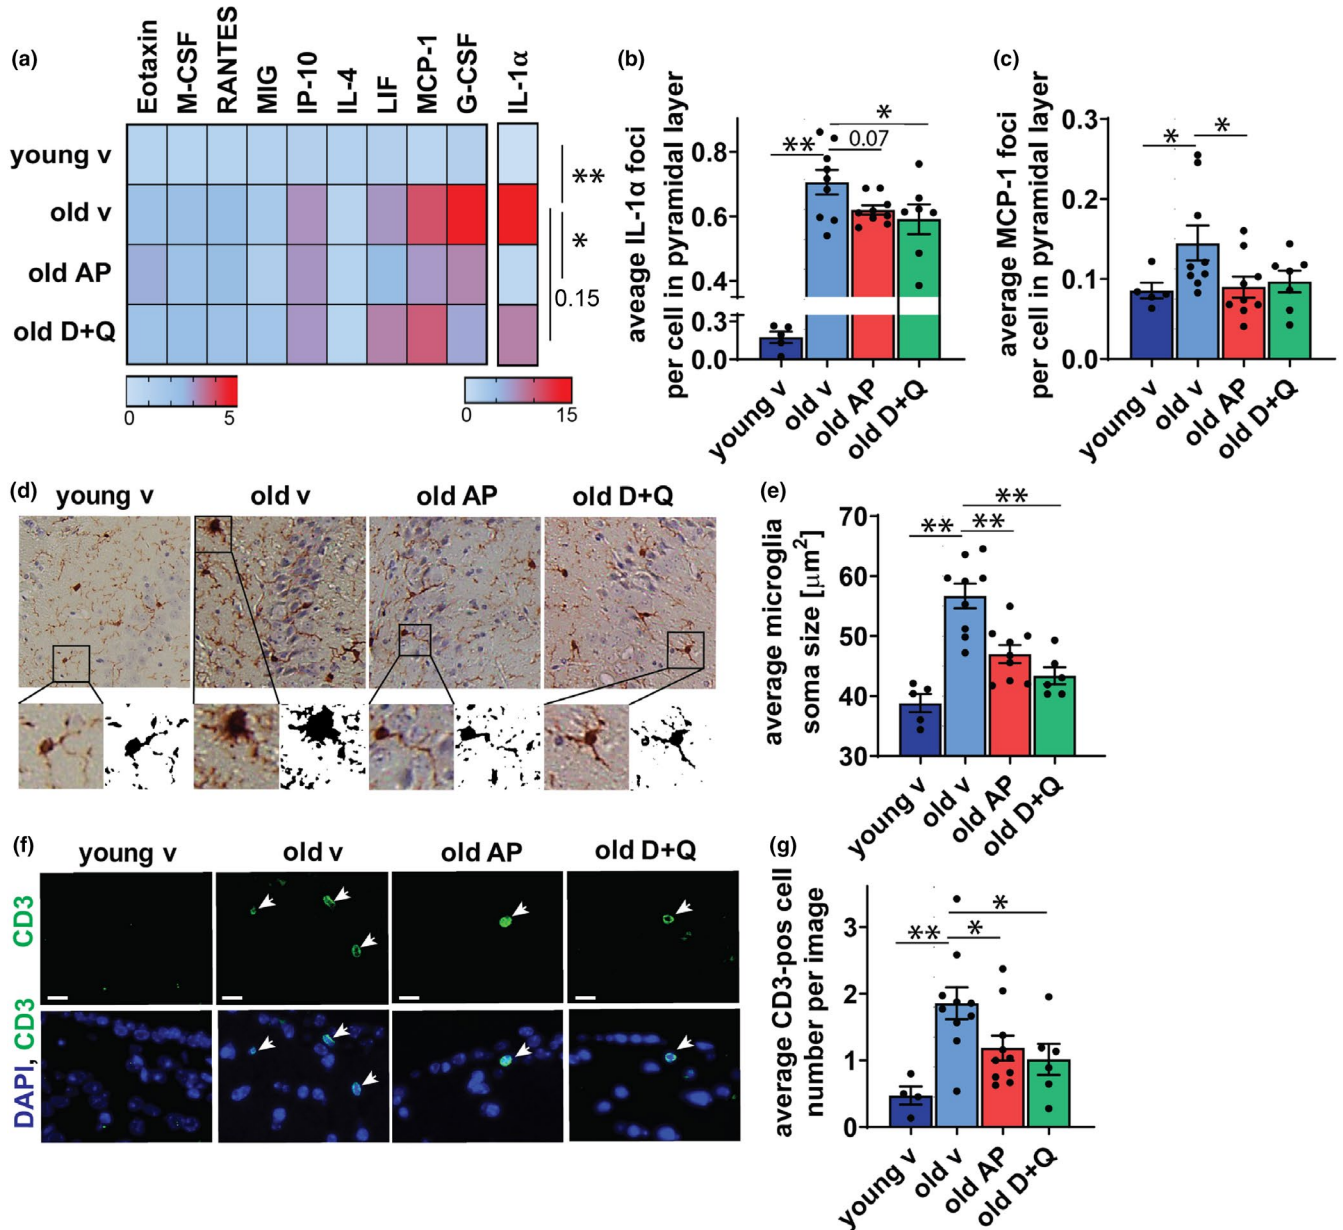 (a)
Eotaxin
M-CSF
RANTES
MIG
IP-10
IL-4
LIF
MCP-1
G-CSF
IL-1α
young v
old v
old AP
old D+Q
**
*
0.15
0
5
0
15
(b)
aveage IL-1α foci
per cell in pyramidal layer
0.8
0.6
0.4
0.3
0.0
**
0.07
*
young v
old v
old AP
old D+Q
(c)
average MCP-1 foci
per cell in pyramidal layer
0.3
0.2
0.1
0.0
*
*
young v
old v
old AP
old D+Q
(d)
young v
old v
old AP
old D+Q
(e)
average microglia
soma size [μm²]
70
60
50
40
30
**
**
**
young v
old v
old AP
old D+Q
(f)
young v
old v
old AP
old D+Q
CD3
DAPI, CD3
(g)
average CD3-pos cell
number per image
3
2
1
0
**
*
*
young v
old v
old AP
old D+Q